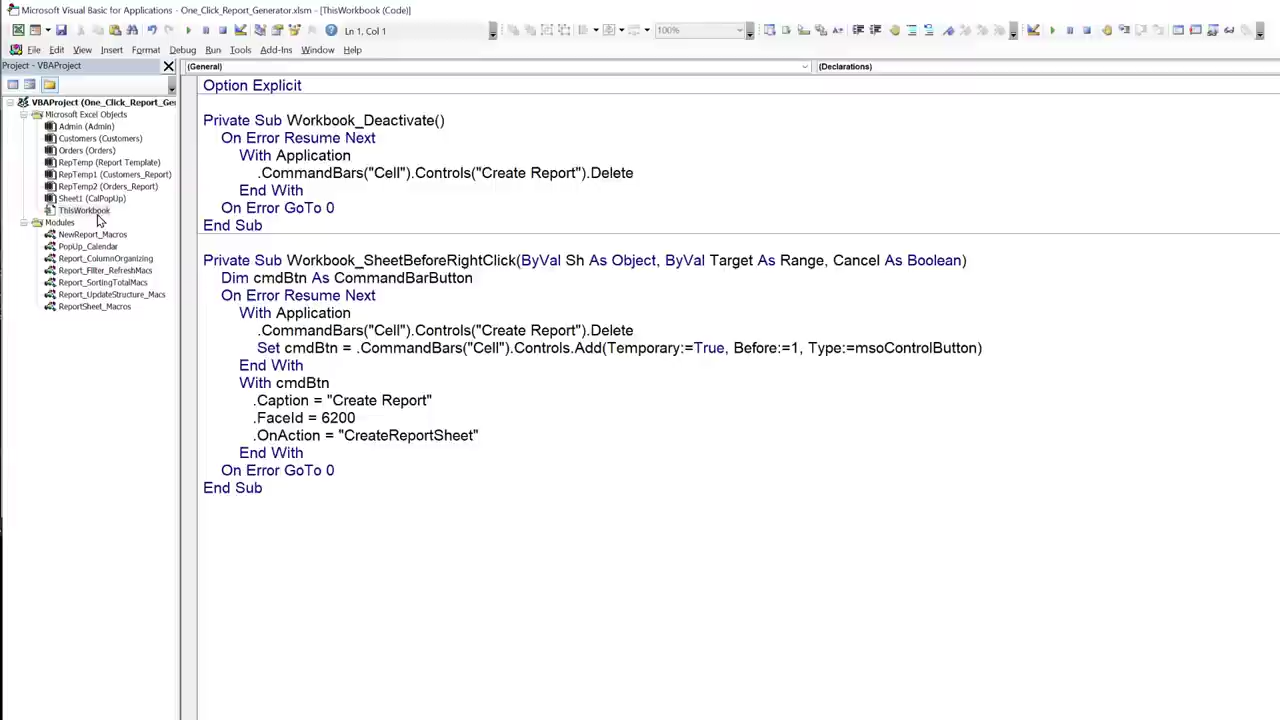 Microsoft Visual Basic for Applications - One_Click_Report_Generator.xlsm - [ThisWorkbook (Code)]
Ln 1, Col 1
100%
File Edit View Insert Format Debug Run Tools Add-Ins Window Help
Project - VBAProject
(General)
(Declarations)
VBAProject (One_Click_Report_Ger
Microsoft Excel Objects
Admin (Admin)
Customers (Customers)
Orders (Orders)
RepTemp (Report Template)
RepTemp1 (Customers_Report)
RepTemp2 (Orders_Report)
Sheet1 (CalPopUp)
ThisWorkbook
Modules
NewReport_Macros
PopUp_Calendar
Report_ColumnOrganizing
Report_Filter_RefreshMacs
Report_SortingTotalMacs
Report_UpdateStructure_Macs
ReportSheet_Macros
Option Explicit
Private Sub Workbook_Deactivate()
On Error Resume Next
With Application
.CommandBars("Cell").Controls("Create Report").Delete
End With
On Error GoTo 0
End Sub
Private Sub Workbook_SheetBeforeRightClick(ByVal Sh As Object, ByVal Target As Range, Cancel As Boolean)
Dim cmdBtn As CommandBarButton
On Error Resume Next
With Application
.CommandBars("Cell").Controls("Create Report").Delete
Set cmdBtn = .CommandBars("Cell").Controls.Add(Temporary:=True, Before:=1, Type:=msoControlButton)
End With
With cmdBtn
.Caption = "Create Report"
.FaceId = 6200
.OnAction = "CreateReportSheet"
End With
On Error GoTo 0
End Sub